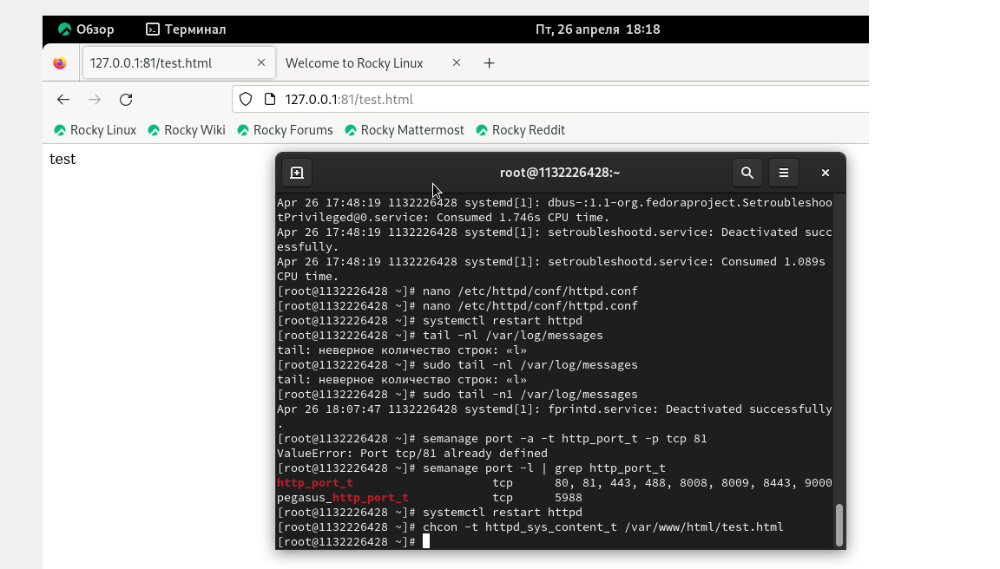 Обзор Терминал Пт, 26 апреля 18:18
127.0.0.1:81/test.html Welcome to Rocky Linux
127.0.0.1:81/test.html
Rocky Linux Rocky Wiki Rocky Forums Rocky Mattermost Rocky Reddit
test
root@1132226428:~
Apr 26 17:48:19 1132226428 systemd[1]: dbus-:1.1-org.fedoraproject.Setroubleshoo
tPrivileged@0.service: Consumed 1.746s CPU time.
Apr 26 17:48:19 1132226428 systemd[1]: setroubleshootd.service: Deactivated succ
essfully.
Apr 26 17:48:19 1132226428 systemd[1]: setroubleshootd.service: Consumed 1.089s
CPU time.
[root@1132226428 ~]# nano /etc/httpd/conf/httpd.conf
[root@1132226428 ~]# nano /etc/httpd/conf/httpd.conf
[root@1132226428 ~]# systemctl restart httpd
[root@1132226428 ~]# tail -nl /var/log/messages
tail: неверное количество строк: «l»
[root@1132226428 ~]# sudo tail -nl /var/log/messages
tail: неверное количество строк: «l»
[root@1132226428 ~]# sudo tail -n1 /var/log/messages
Apr 26 18:07:47 1132226428 systemd[1]: fprintd.service: Deactivated successfully
.
[root@1132226428 ~]# semanage port -a -t http_port_t -p tcp 81
ValueError: Port tcp/81 already defined
[root@1132226428 ~]# semanage port -l | grep http_port_t
http_port_t tcp 80, 81, 443, 488, 8008, 8009, 8443, 9000
pegasus_http_port_t tcp 5988
[root@1132226428 ~]# systemctl restart httpd
[root@1132226428 ~]# chcon -t httpd_sys_content_t /var/www/html/test.html
[root@1132226428 ~]#